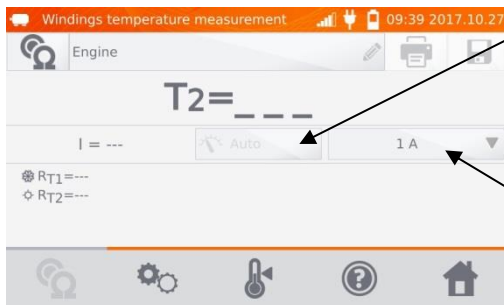 Windings temperature measurement 09:39 2017.10.27
Engine
T2=_ _ _
I = --- Auto 1 A
RT1=---
RT2=---